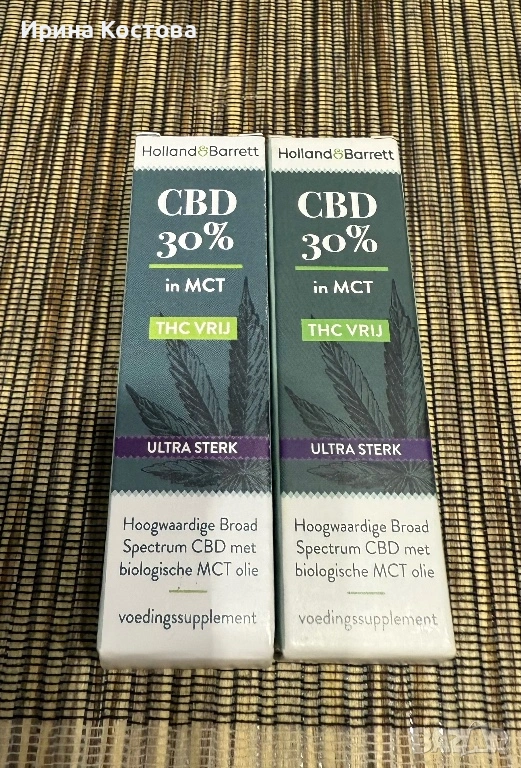 Ирина Костова
Holland&Barrett
CBD
30%
in MCT
THC VRIJ
ULTRA STERK
Hoogwaardige Broad
Spectrum CBD met
biologische MCT olie
voedingssupplement
Holland&Barrett
CBD
30%
in MCT
THC VRIJ
ULTRA STERK
Hoogwaardige Broad
Spectrum CBD met
biologische MCT olie
voedingssupplement